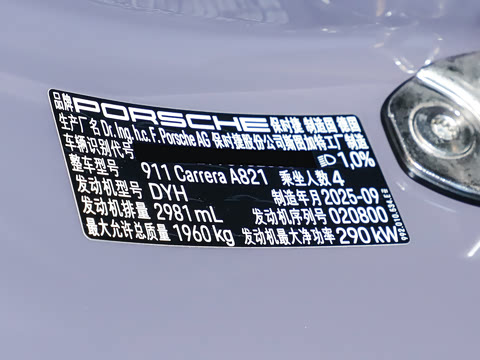 品牌 PORSCHE 保时捷 制造国 德国
生产厂名 Dr. Ing. h.c. F. Porsche AG 保时捷股份公司斯图加特工厂制造
车辆识别代号
1,0%
整车型号 911 Carrera A821 乘坐人数 4
发动机型号 DYH 制造年月 2025-09
发动机排量 2981 mL 发动机序列号 020800
最大允许总质量 1960 kg 发动机最大净功率 290 kW